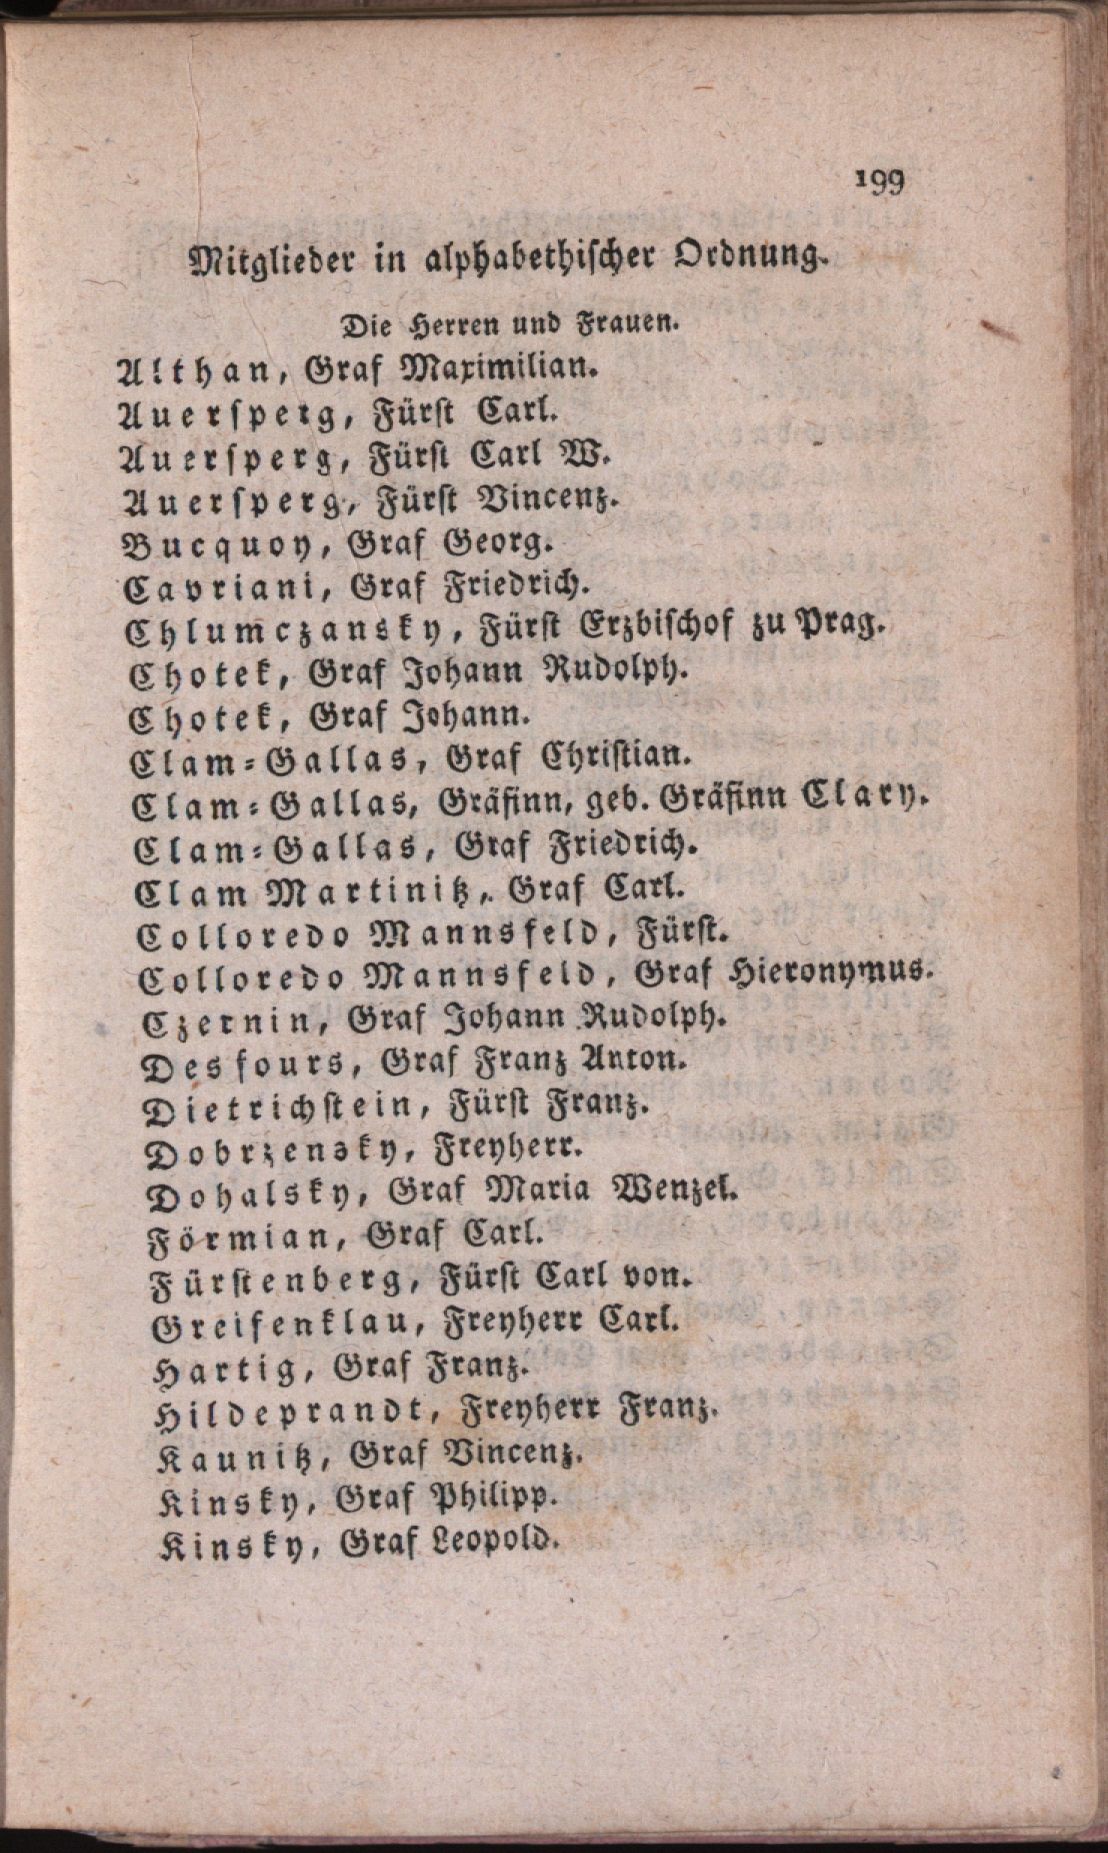 199
Mitglieder in alphabethischer Ordnung.
Die Herren und Frauen.
Althan, Graf Maximilian.
Auersperg, Fürst Carl.
Auersperg, Fürst Carl W.
Auersperg, Fürst Vincenz.
Bucquoy, Graf Georg.
Cavriani, Graf Friedrich.
Chlumczansky, Fürst Erzbischof zu Prag.
Chotek, Graf Johann Rudolph.
Chotek, Graf Johann.
Clam-Gallas, Graf Christian.
Clam-Gallas, Gräfinn, geb. Gräfinn Clary.
Clam-Gallas, Graf Friedrich.
Clam Martinitz, Graf Carl.
Colloredo Mannsfeld, Fürst.
Colloredo Mannsfeld, Graf Hieronymus.
Czernin, Graf Johann Rudolph.
Desfours, Graf Franz Anton.
Dietrichstein, Fürst Franz.
Dobrzensky, Freyherr.
Dohalsky, Graf Maria Wenzel.
Förmian, Graf Carl.
Fürstenberg, Fürst Carl von.
Greifenklau, Freyherr Carl.
Hartig, Graf Franz.
Hildeprandt, Freyherr Franz.
Kaunitz, Graf Vincenz.
Kinsky, Graf Philipp.
Kinsky, Graf Leopold.